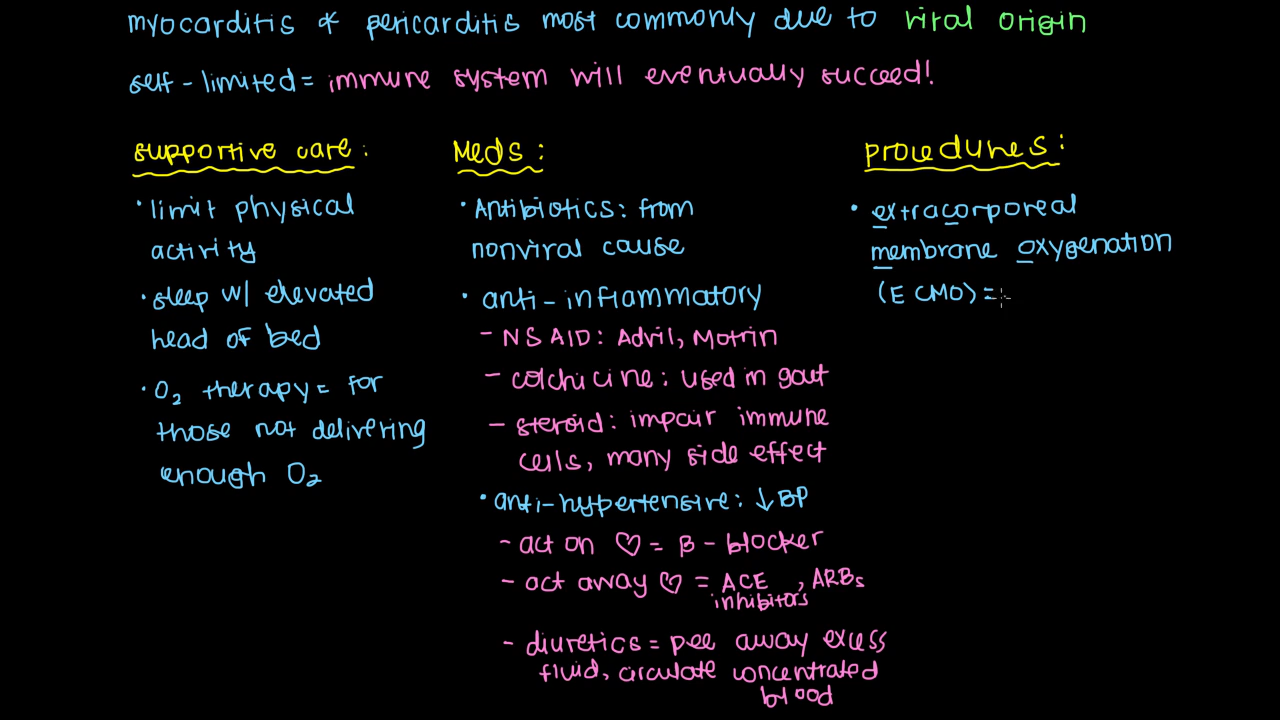 myocarditis & pericarditis most commonly due to viral origin
self-limited = immune system will eventually succeed!
supportive care:
• limit physical
activity
• sleep w/ elevated
head of bed
• O₂ therapy = for
those not delivering
enough O₂
Meds:
• Antibiotics: from
nonviral cause
• anti-inflammatory
- NSAID: Advil, Motrin
- colchicine: used in gout
- steroid: impair immune
cells, many side effect
• anti-hypertensive: ↓ BP
- act on ♡ = β-blocker
- act away ♡ = ACE inhibitors, ARBs
- diuretics = pee away excess
fluid, circulate concentrated
blood
procedures:
• extracorporeal
membrane oxygenation
(ECMO) =